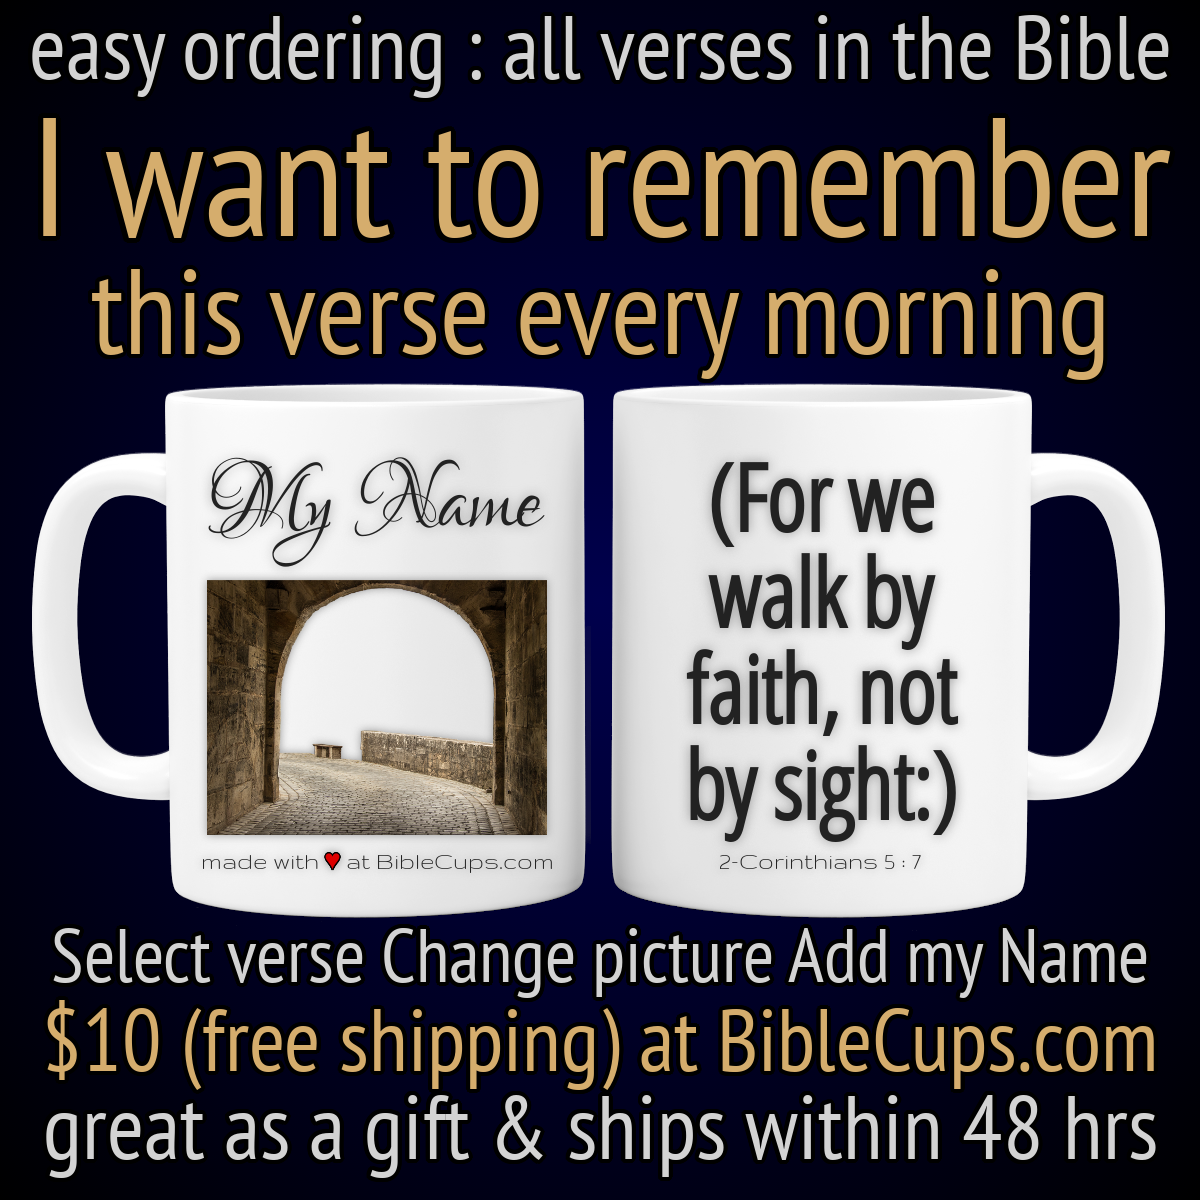 easy ordering : all verses in the Bible
I want to remember
this verse every morning
My Name
made with ❤ at BibleCups.com
(For we
walk by
faith, not
by sight:)
2-Corinthians 5 : 7
Select verse Change picture Add my Name
$10 (free shipping) at BibleCups.com
great as a gift & ships within 48 hrs